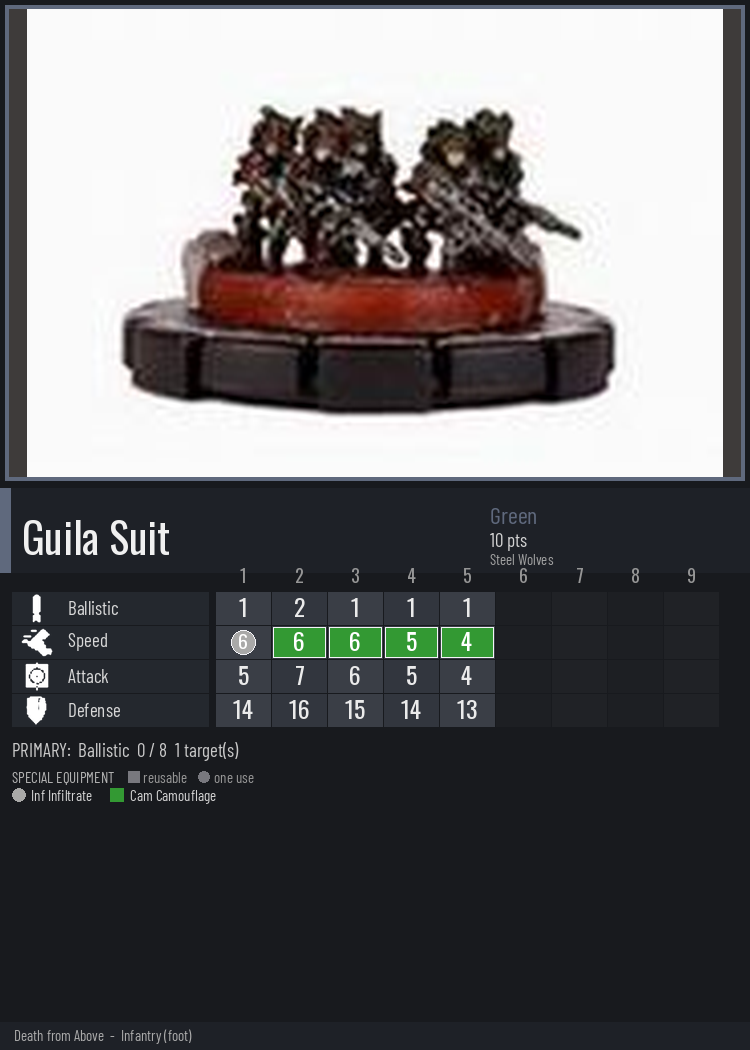 Guila Suit
Green
10 pts
Steel Wolves
1 2 3 4 5 6 7 8 9
Ballistic 1 2 1 1 1
Speed 6 6 6 5 4
Attack 5 7 6 5 4
Defense 14 16 15 14 13
PRIMARY: Ballistic 0 / 8 1 target(s)
SPECIAL EQUIPMENT reusable one use
Inf Infiltrate Cam Camouflage
Death from Above - Infantry (foot)